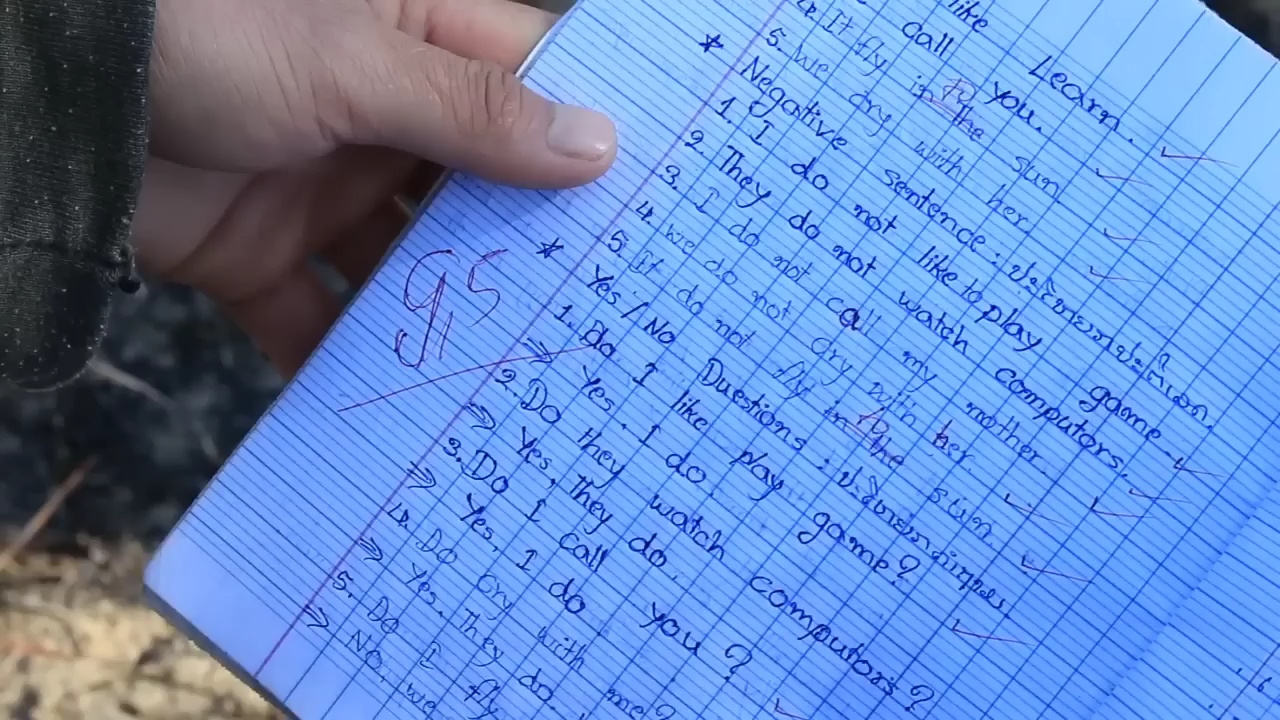 like Learn.
call you.
4. It fly in to the sun
5. we cry with her.
* Negative sentence :
1. I do not like to play game.
2. They do not watch computors.
3. I do not call my mother.
4. we do not cry with her.
5. It do not fly in to the sun.
* Yes / No Questions :
1. do I like play game?
⇒ Yes, I do.
2. Do they watch computors?
⇒ Yes, they do.
3. Do I call you?
⇒ Yes, I do.
4. Do cry with me?
⇒ Yes. They do.
5. Do I fly
⇒ No, we